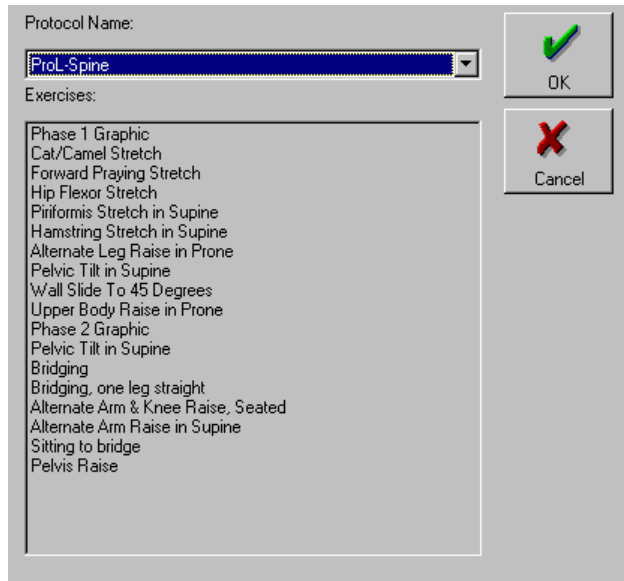 Protocol Name:
ProL-Spine
OK
Exercises:
Cancel
Phase 1 Graphic
Cat/Camel Stretch
Forward Praying Stretch
Hip Flexor Stretch
Piriformis Stretch in Supine
Hamstring Stretch in Supine
Alternate Leg Raise in Prone
Pelvic Tilt in Supine
Wall Slide To 45 Degrees
Upper Body Raise in Prone
Phase 2 Graphic
Pelvic Tilt in Supine
Bridging
Bridging, one leg straight
Alternate Arm & Knee Raise, Seated
Alternate Arm Raise in Supine
Sitting to bridge
Pelvis Raise